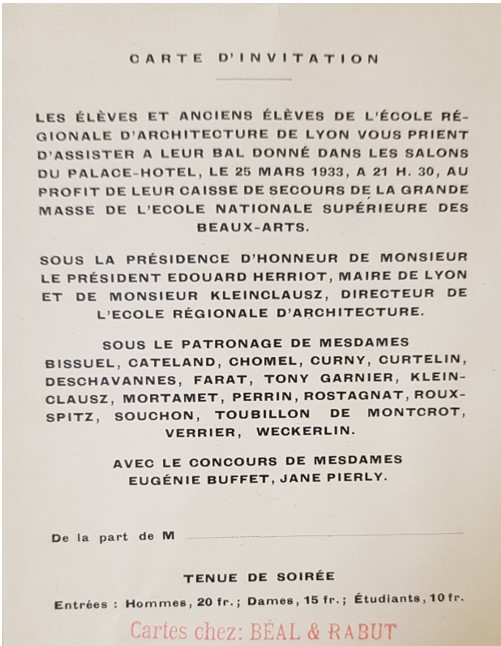 CARTE D'INVITATION
LES ÉLÈVES ET ANCIENS ÉLÈVES DE L'ÉCOLE RÉ-
GIONALE D'ARCHITECTURE DE LYON VOUS PRIENT
D'ASSISTER A LEUR BAL DONNÉ DANS LES SALONS
DU PALACE-HOTEL, LE 25 MARS 1933, A 21 H. 30, AU
PROFIT DE LEUR CAISSE DE SECOURS DE LA GRANDE
MASSE DE L'ECOLE NATIONALE SUPÉRIEURE DES
BEAUX-ARTS.
SOUS LA PRÉSIDENCE D'HONNEUR DE MONSIEUR
LE PRÉSIDENT EDOUARD HERRIOT, MAIRE DE LYON
ET DE MONSIEUR KLEINCLAUSZ, DIRECTEUR DE
L'ECOLE RÉGIONALE D'ARCHITECTURE.
SOUS LE PATRONAGE DE MESDAMES
BISSUEL, CATELAND, CHOMEL, CURNY, CURTELIN,
DESCHAVANNES, FARAT, TONY GARNIER, KLEIN-
CLAUSZ, MORTAMET, PERRIN, ROSTAGNAT, ROUX-
SPITZ, SOUCHON, TOUBILLON DE MONTCROT,
VERRIER, WECKERLIN.
AVEC LE CONCOURS DE MESDAMES
EUGÉNIE BUFFET, JANE PIERLY.
De la part de M
TENUE DE SOIRÉE
Entrées : Hommes, 20 fr.; Dames, 15 fr.; Étudiants, 10 fr.
Cartes chez: BÉAL & RABUT